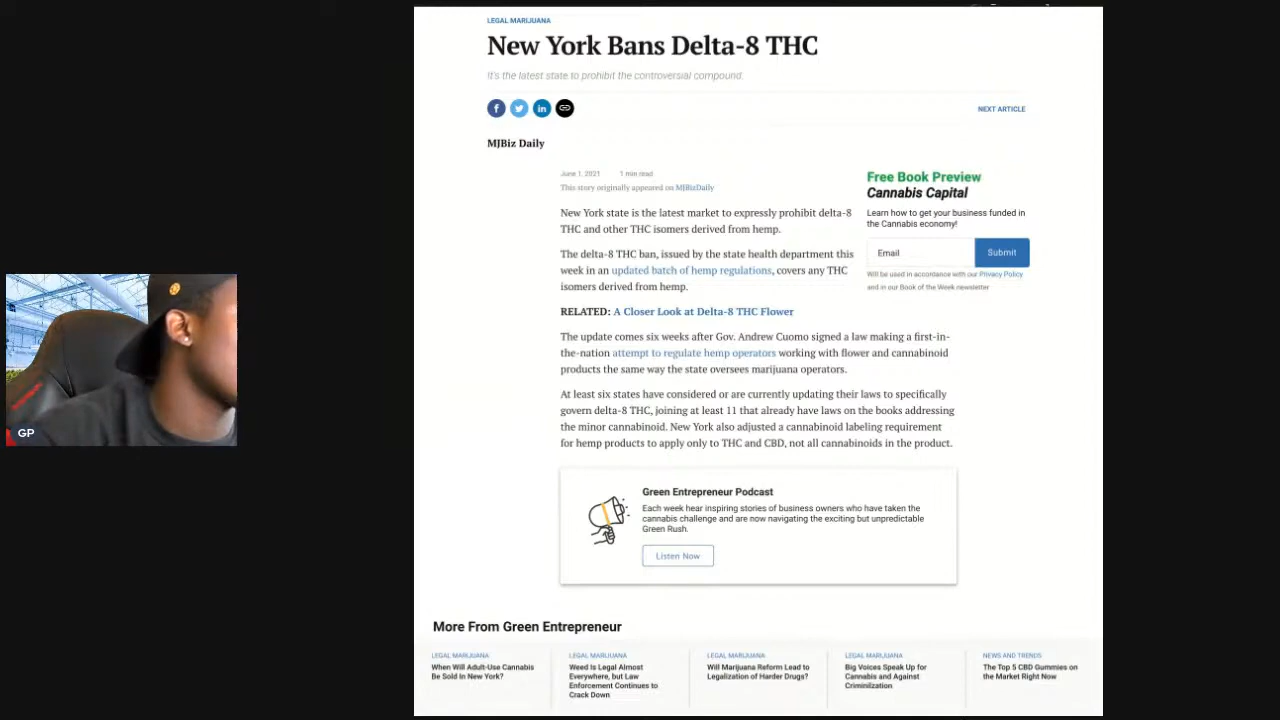 LEGAL MARIJUANA
New York Bans Delta-8 THC
It's the latest state to prohibit the controversial compound.
f
in
NEXT ARTICLE
MJBiz Daily
June 1, 2021 1 min read
This story originally appeared on MJBizDaily
New York state is the latest market to expressly prohibit delta-8
THC and other THC isomers derived from hemp.
The delta-8 THC ban, issued by the state health department this
week in an updated batch of hemp regulations, covers any THC
isomers derived from hemp.
RELATED: A Closer Look at Delta-8 THC Flower
The update comes six weeks after Gov. Andrew Cuomo signed a law making a first-in-
the-nation attempt to regulate hemp operators working with flower and cannabinoid
products the same way the state oversees marijuana operators.
At least six states have considered or are currently updating their laws to specifically
govern delta-8 THC, joining at least 11 that already have laws on the books addressing
the minor cannabinoid. New York also adjusted a cannabinoid labeling requirement
for hemp products to apply only to THC and CBD, not all cannabinoids in the product.
Free Book Preview
Cannabis Capital
Learn how to get your business funded in
the Cannabis economy!
Email
Submit
Will be used in accordance with our Privacy Policy
and in our Book of the Week newsletter
GP
Green Entrepreneur Podcast
Each week hear inspiring stories of business owners who have taken the
cannabis challenge and are now navigating the exciting but unpredictable
Green Rush.
Listen Now
More From Green Entrepreneur
LEGAL MARIJUANA
When Will Adult-Use Cannabis
Be Sold In New York?
LEGAL MARIJUANA
Weed Is Legal Almost
Everywhere, but Law
Enforcement Continues to
Crack Down
LEGAL MARIJUANA
Will Marijuana Reform Lead to
Legalization of Harder Drugs?
LEGAL MARIJUANA
Big Voices Speak Up for
Cannabis and Against
Criminilzation
NEWS AND TRENDS
The Top 5 CBD Gummies on
the Market Right Now